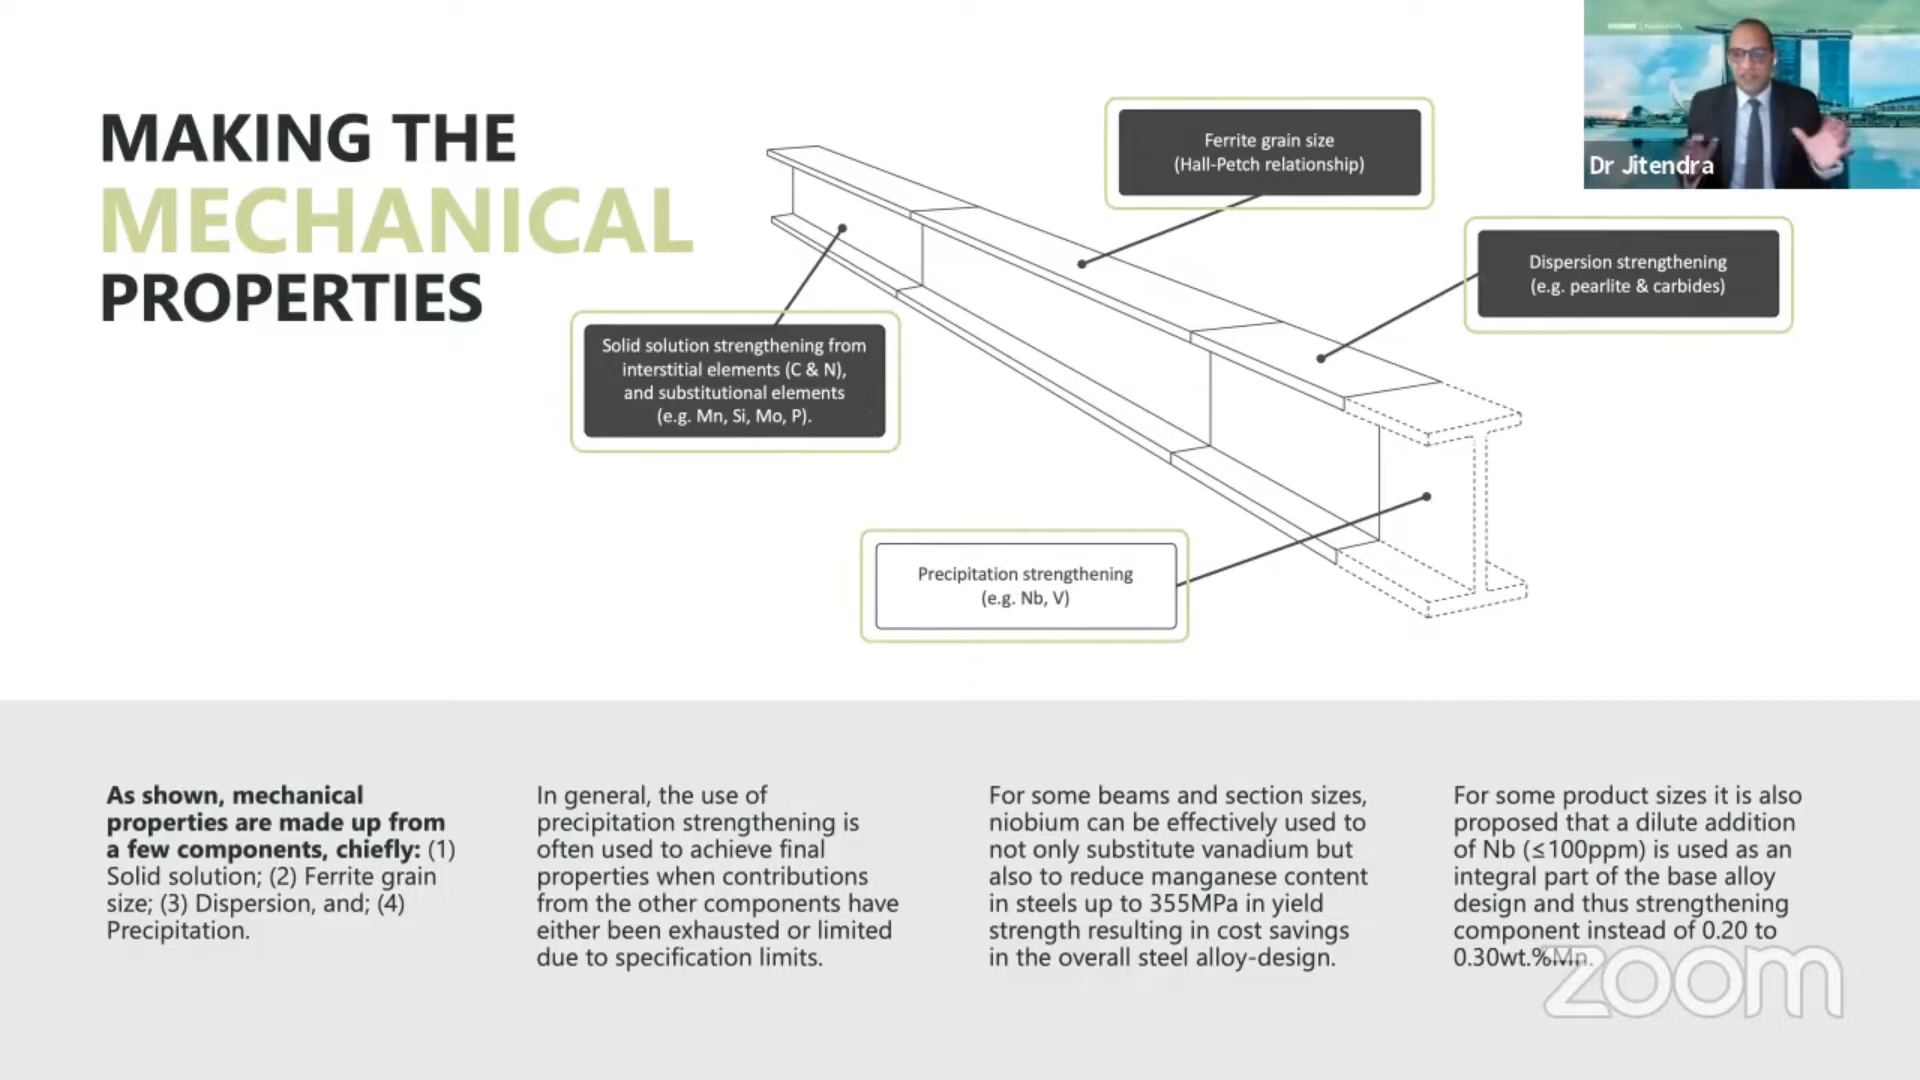 MAKING THE
MECHANICAL
PROPERTIES
Ferrite grain size
(Hall-Petch relationship)
Dr Jitendra
Dispersion strengthening
(e.g. pearlite & carbides)
Solid solution strengthening from
interstitial elements (C & N),
and substitutional elements
(e.g. Mn, Si, Mo, P).
Precipitation strengthening
(e.g. Nb, V)
As shown, mechanical
properties are made up from
a few components, chiefly: (1)
Solid solution; (2) Ferrite grain
size; (3) Dispersion, and; (4)
Precipitation.
In general, the use of
precipitation strengthening is
often used to achieve final
properties when contributions
from the other components have
either been exhausted or limited
due to specification limits.
For some beams and section sizes,
niobium can be effectively used to
not only substitute vanadium but
also to reduce manganese content
in steels up to 355MPa in yield
strength resulting in cost savings
in the overall steel alloy-design.
For some product sizes it is also
proposed that a dilute addition
of Nb (≤100ppm) is used as an
integral part of the base alloy
design and thus strengthening
component instead of 0.20 to
0.30wt.%Mn.
zoom